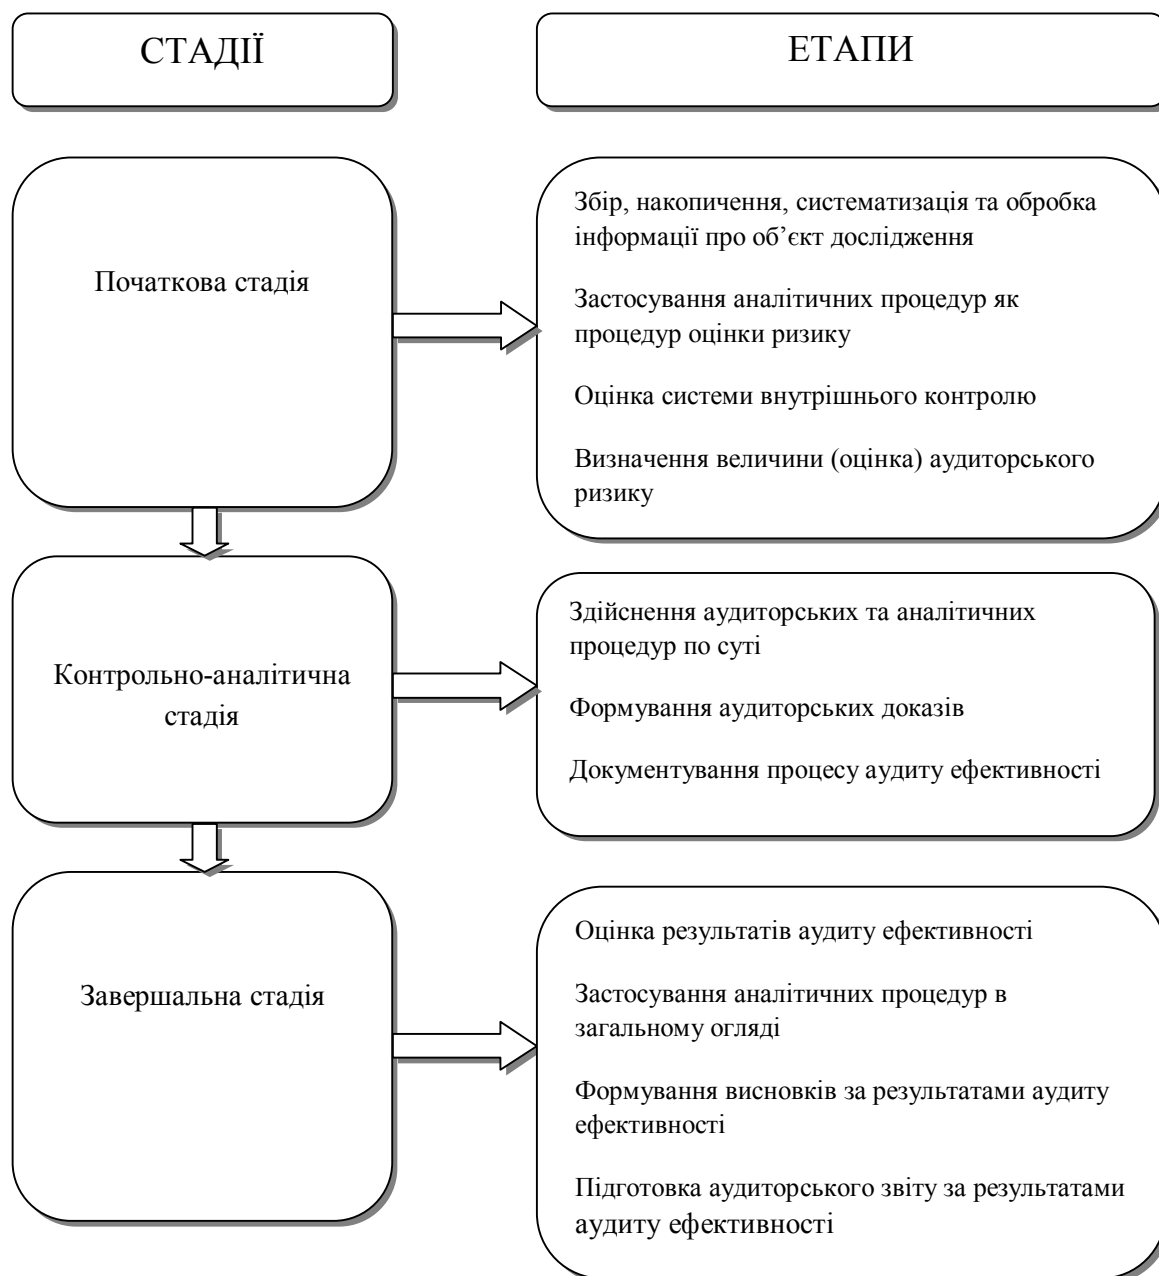 СТАДІЇ
ЕТАПИ
Початкова стадія
Збір, накопичення, систематизація та обробка
інформації про об’єкт дослідження
Застосування аналітичних процедур як
процедур оцінки ризику
Оцінка системи внутрішнього контролю
Визначення величини (оцінка) аудиторського
ризику
Контрольно-аналітична
стадія
Здійснення аудиторських та аналітичних
процедур по суті
Формування аудиторських доказів
Документування процесу аудиту ефективності
Завершальна стадія
Оцінка результатів аудиту ефективності
Застосування аналітичних процедур в
загальному огляді
Формування висновків за результатами аудиту
ефективності
Підготовка аудиторського звіту за результатами
аудиту ефективності